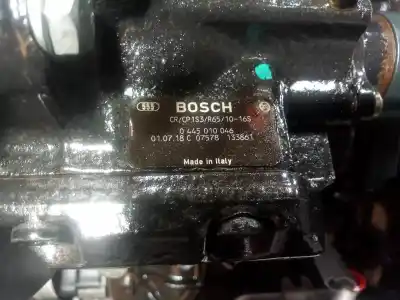 BOSCH
CR/CP1S3/R65/10-16S
0 445 010 046
01.07.18 C 07578 133861
Made in Italy